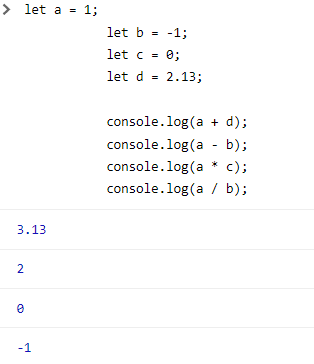 let a = 1;
let b = -1;
let c = 0;
let d = 2.13;
console.log(a + d);
console.log(a - b);
console.log(a * c);
console.log(a / b);
3.13
2
0
-1